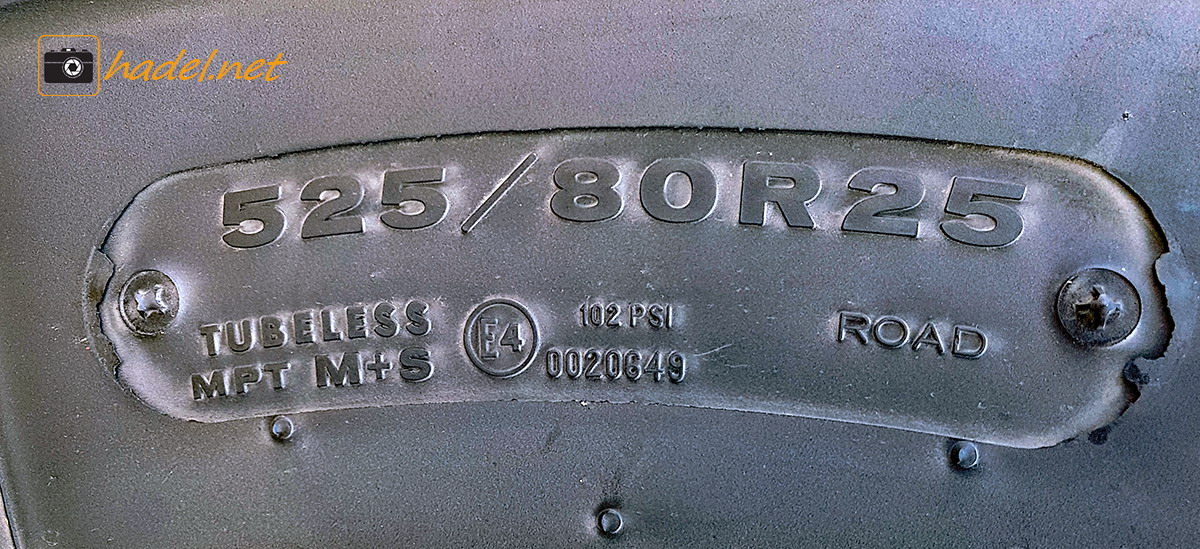 hadel.net
525/80R25
TUBELESS
MPT M+S
E4
102 PSI
0020649
ROAD